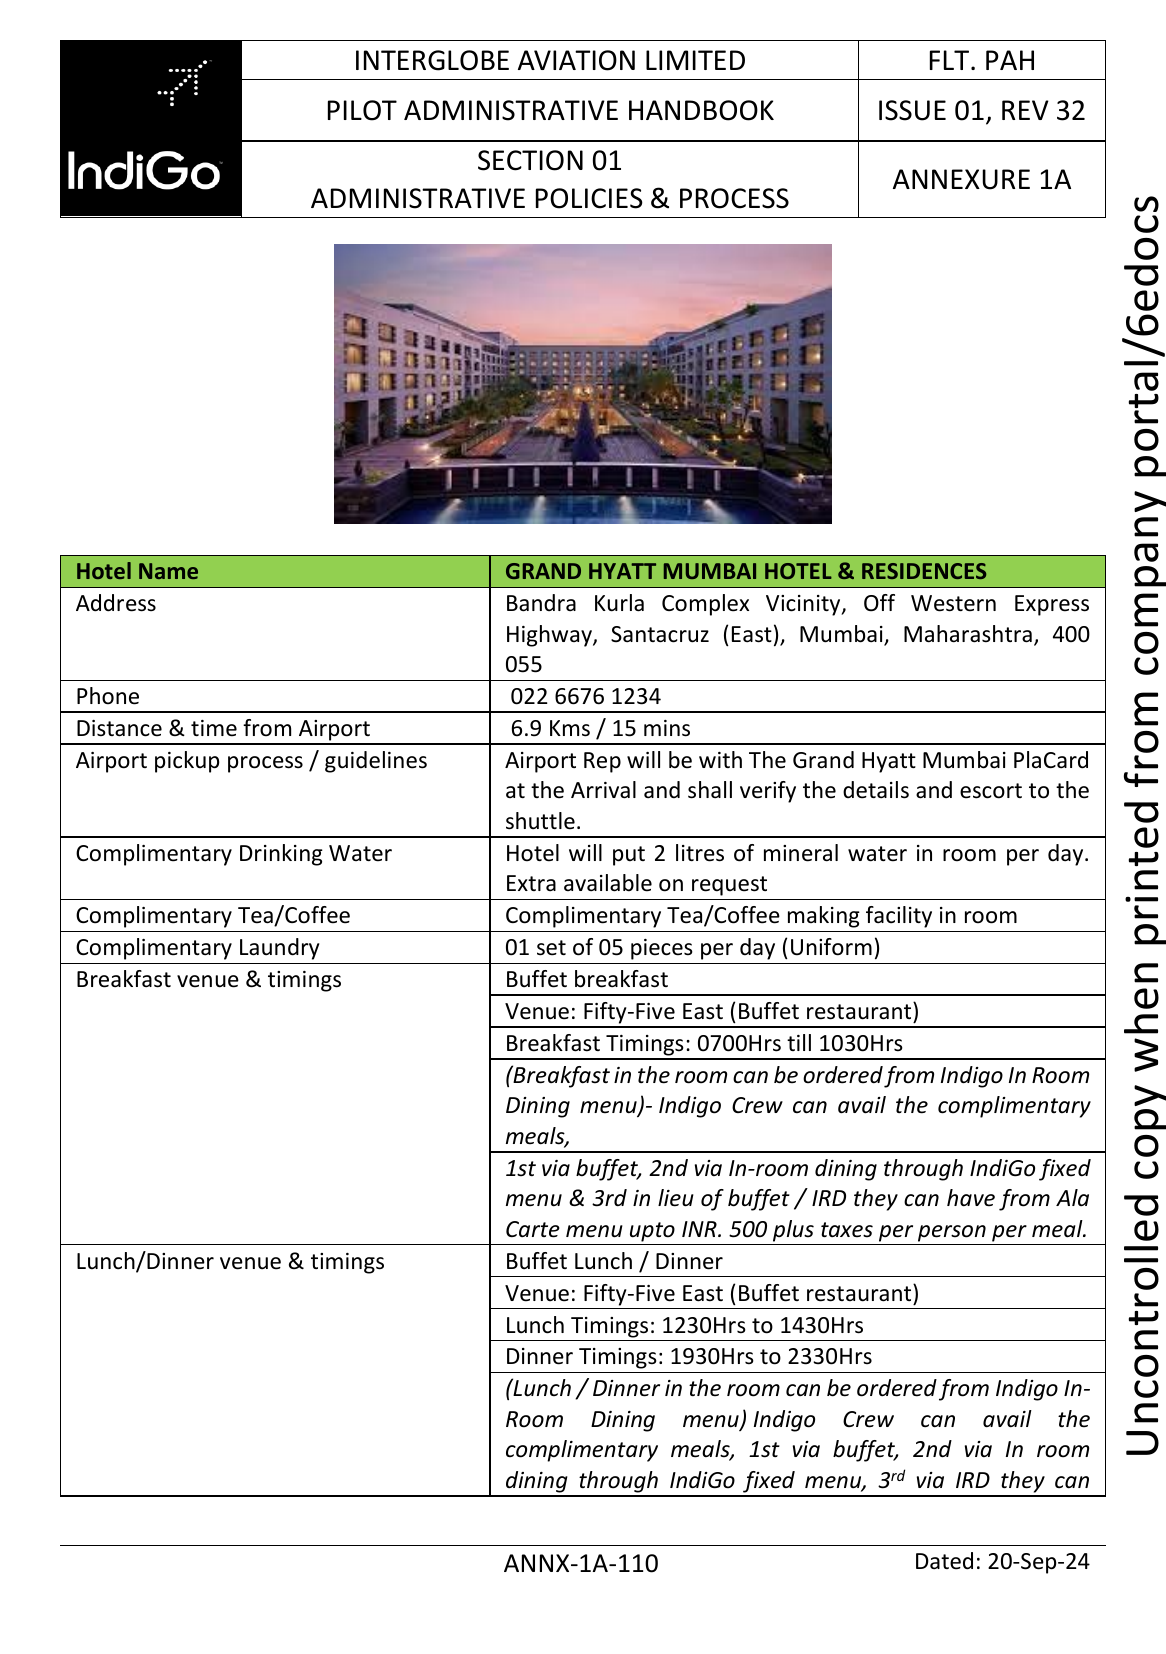 IndiGo
INTERGLOBE AVIATION LIMITED
FLT. PAH
PILOT ADMINISTRATIVE HANDBOOK
ISSUE 01, REV 32
SECTION 01
ADMINISTRATIVE POLICIES & PROCESS
ANNEXURE 1A
Hotel Name
GRAND HYATT MUMBAI HOTEL & RESIDENCES
Address
Bandra Kurla Complex Vicinity, Off Western Express
Highway, Santacruz (East), Mumbai, Maharashtra, 400
055
Phone
022 6676 1234
Distance & time from Airport
6.9 Kms / 15 mins
Airport pickup process / guidelines
Airport Rep will be with The Grand Hyatt Mumbai PlaCard
at the Arrival and shall verify the details and escort to the
shuttle.
Complimentary Drinking Water
Hotel will put 2 litres of mineral water in room per day.
Extra available on request
Complimentary Tea/Coffee
Complimentary Tea/Coffee making facility in room
Complimentary Laundry
01 set of 05 pieces per day (Uniform)
Breakfast venue & timings
Buffet breakfast
Venue: Fifty-Five East (Buffet restaurant)
Breakfast Timings: 0700Hrs till 1030Hrs
(Breakfast in the room can be ordered from Indigo In Room
Dining menu)- Indigo Crew can avail the complimentary
meals,
1st via buffet, 2nd via In-room dining through IndiGo fixed
menu & 3rd in lieu of buffet / IRD they can have from Ala
Carte menu upto INR. 500 plus taxes per person per meal.
Lunch/Dinner venue & timings
Buffet Lunch / Dinner
Venue: Fifty-Five East (Buffet restaurant)
Lunch Timings: 1230Hrs to 1430Hrs
Dinner Timings: 1930Hrs to 2330Hrs
(Lunch / Dinner in the room can be ordered from Indigo In-
Room Dining menu) Indigo Crew can avail the
complimentary meals, 1st via buffet, 2nd via In room
dining through IndiGo fixed menu, 3rd via IRD they can
ANNX-1A-110
Dated: 20-Sep-24
Uncontrolled copy when printed from company portal/6edocs